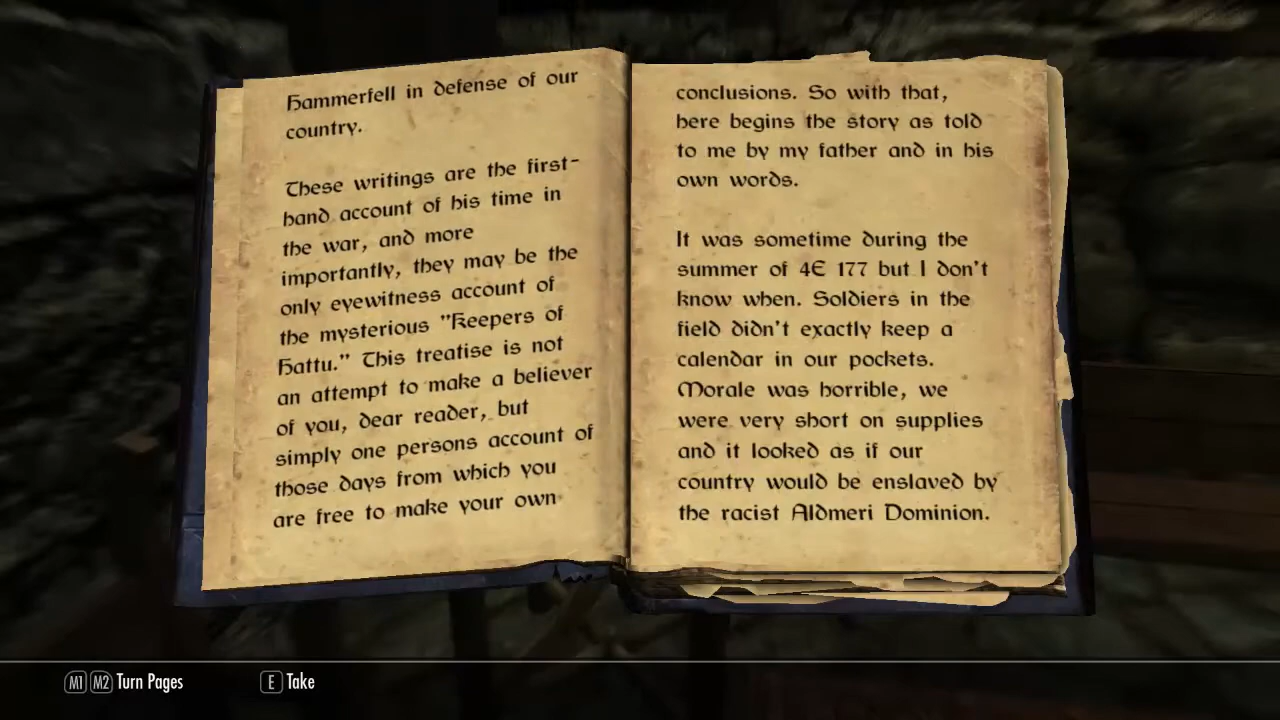 Hammerfell in defense of our
country.
These writings are the first-
hand account of his time in
the war, and more
importantly, they may be the
only eyewitness account of
the mysterious "Keepers of
Hattu." This treatise is not
an attempt to make a believer
of you, dear reader, but
simply one persons account of
those days from which you
are free to make your own
conclusions. So with that,
here begins the story as told
to me by my father and in his
own words.
It was sometime during the
summer of 4E 177 but I don't
know when. Soldiers in the
field didn't exactly keep a
calendar in our pockets.
Morale was horrible, we
were very short on supplies
and it looked as if our
country would be enslaved by
the racist Aldmeri Dominion.
M1 M2 Turn Pages
E Take